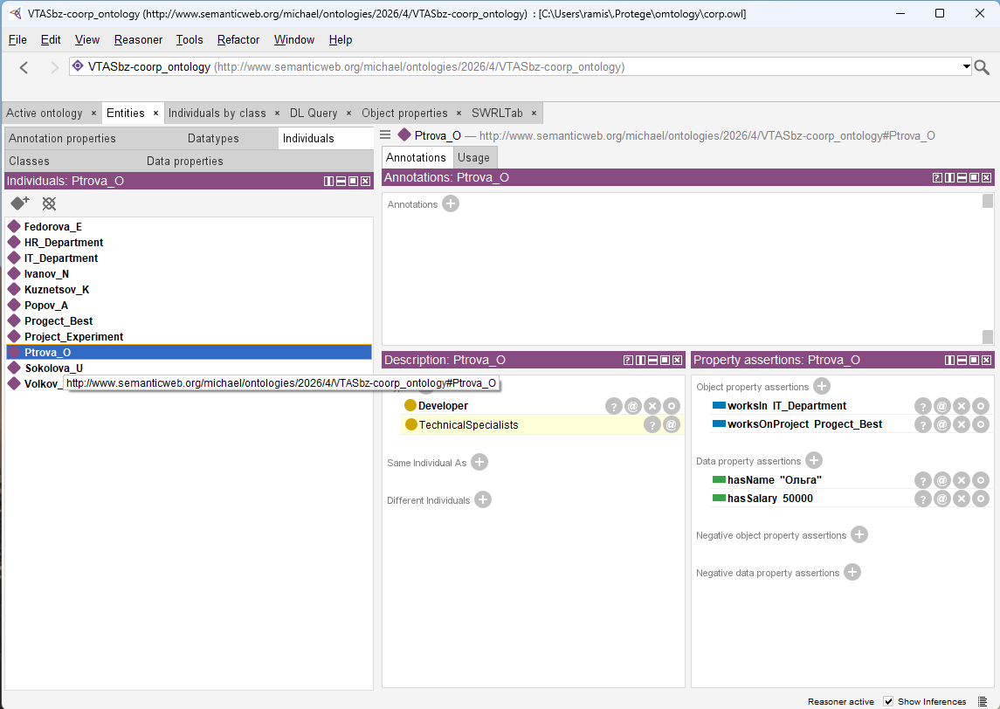 VTASbz-coorp_ontology (http://www.semanticweb.org/michael/ontologies/2026/4/VTASbz-coorp_ontology) : [C:\Users\ramis\.Protege\omtology\corp.owl]
File Edit View Reasoner Tools Refactor Window Help
VTASbz-coorp_ontology (http://www.semanticweb.org/michael/ontologies/2026/4/VTASbz-coorp_ontology)
Active ontology × Entities × Individuals by class × DL Query × Object properties × SWRLTab ×
Annotation properties Datatypes Individuals
Classes Data properties
Individuals: Ptrova_O
Fedorova_E
HR_Department
IT_Department
Ivanov_N
Kuznetsov_K
Popov_A
Progect_Best
Project_Experiment
Ptrova_O
Sokolova_U
Volkov_
http://www.semanticweb.org/michael/ontologies/2026/4/VTASbz-coorp_ontology#Ptrova_O
Ptrova_O — http://www.semanticweb.org/michael/ontologies/2026/4/VTASbz-coorp_ontology#Ptrova_O
Annotations Usage
Annotations: Ptrova_O
Annotations
Description: Ptrova_O
Developer
TechnicalSpecialists
Same Individual As
Different Individuals
Property assertions: Ptrova_O
Object property assertions
worksIn IT_Department
worksOnProject Progect_Best
Data property assertions
hasName "Ольга"
hasSalary 50000
Negative object property assertions
Negative data property assertions
Reasoner active Show Inferences